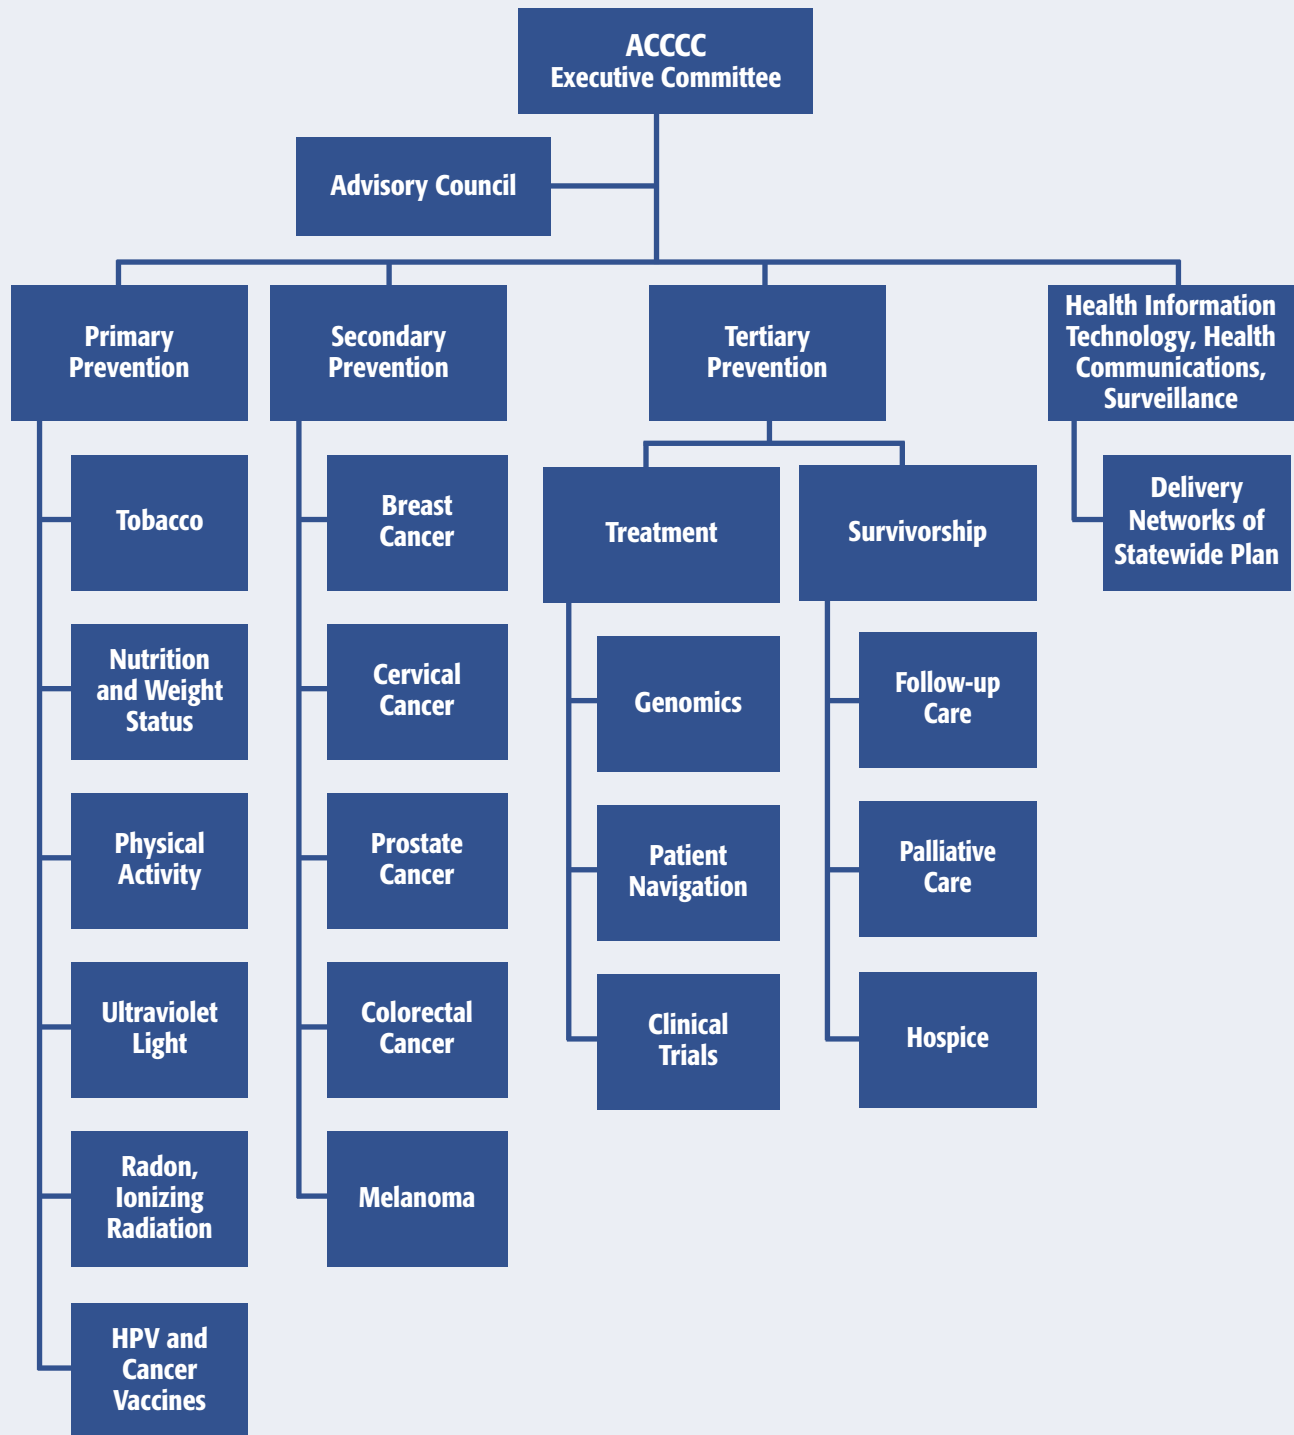 ACCCC
Executive Committee
Advisory Council
Primary
Prevention
Secondary
Prevention
Tertiary
Prevention
Health Information
Technology, Health
Communications,
Surveillance
Tobacco
Nutrition
and Weight
Status
Physical
Activity
Ultraviolet
Light
Radon,
Ionizing
Radiation
HPV and
Cancer
Vaccines
Breast
Cancer
Cervical
Cancer
Prostate
Cancer
Colorectal
Cancer
Melanoma
Treatment
Genomics
Patient
Navigation
Clinical
Trials
Survivorship
Follow-up
Care
Palliative
Care
Hospice
Delivery
Networks of
Statewide Plan